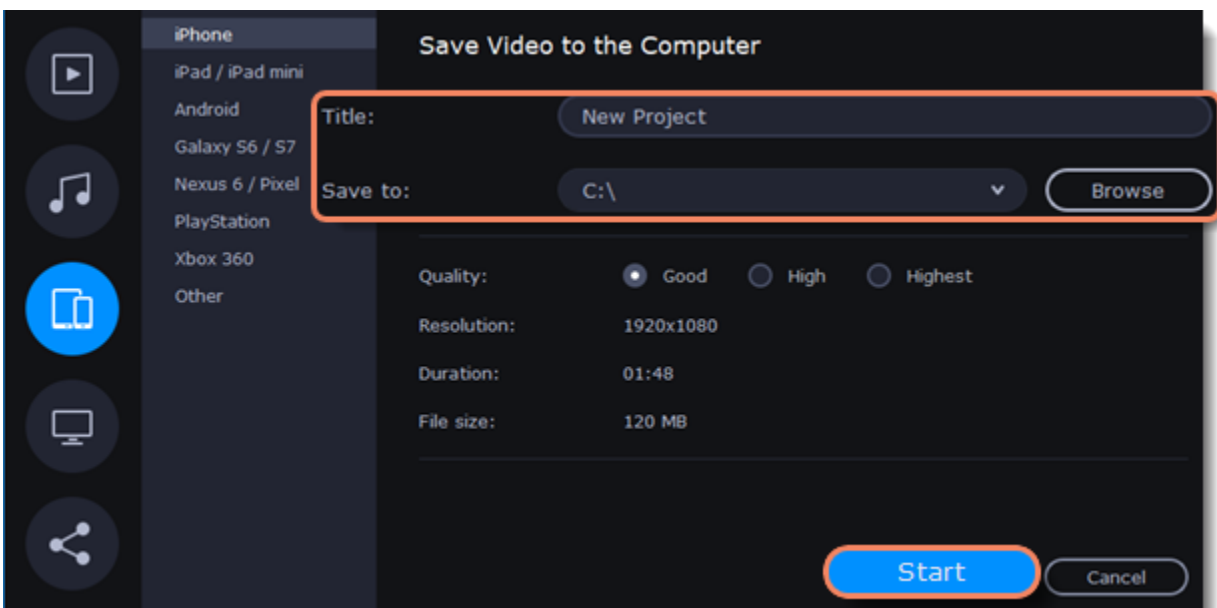 iPhone
iPad / iPad mini
Android
Galaxy S6 / S7
Nexus 6 / Pixel
PlayStation
Xbox 360
Other
Save Video to the Computer
Title: New Project
Save to: C:\ Browse
Quality: Good High Highest
Resolution: 1920x1080
Duration: 01:48
File size: 120 MB
Start Cancel